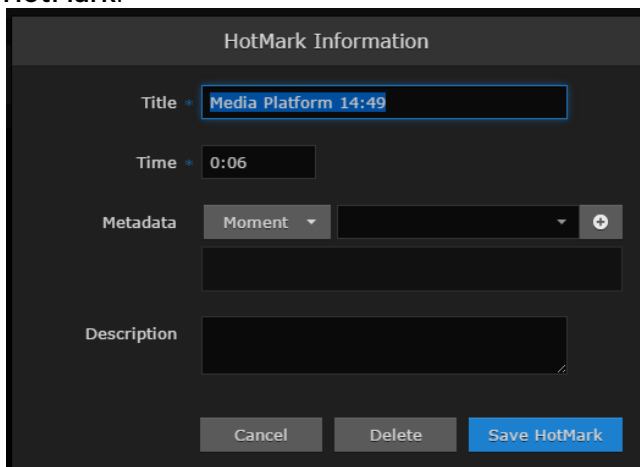 HotMark.
HotMark Information
Title *
Media Platform 14:49
Time *
0:06
Metadata
Moment
Description
Cancel
Delete
Save HotMark